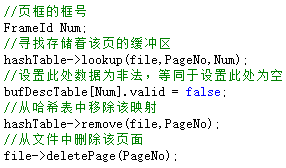 //页框的框号
FrameId Num;
//寻找存储着该页的缓冲区
hashTable->lookup(file,PageNo,Num);
//设置此处数据为非法，等同于设置此处为空
bufDescTable[Num].valid = false;
//从哈希表中移除该映射
hashTable->remove(file,PageNo);
//从文件中删除该页面
file->deletePage(PageNo);